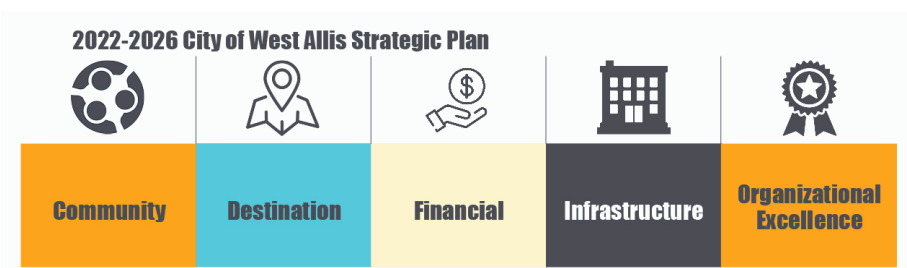 2022-2026 City of West Allis Strategic Plan
$
Community
Destination
Financial
Infrastructure
Organizational
Excellence